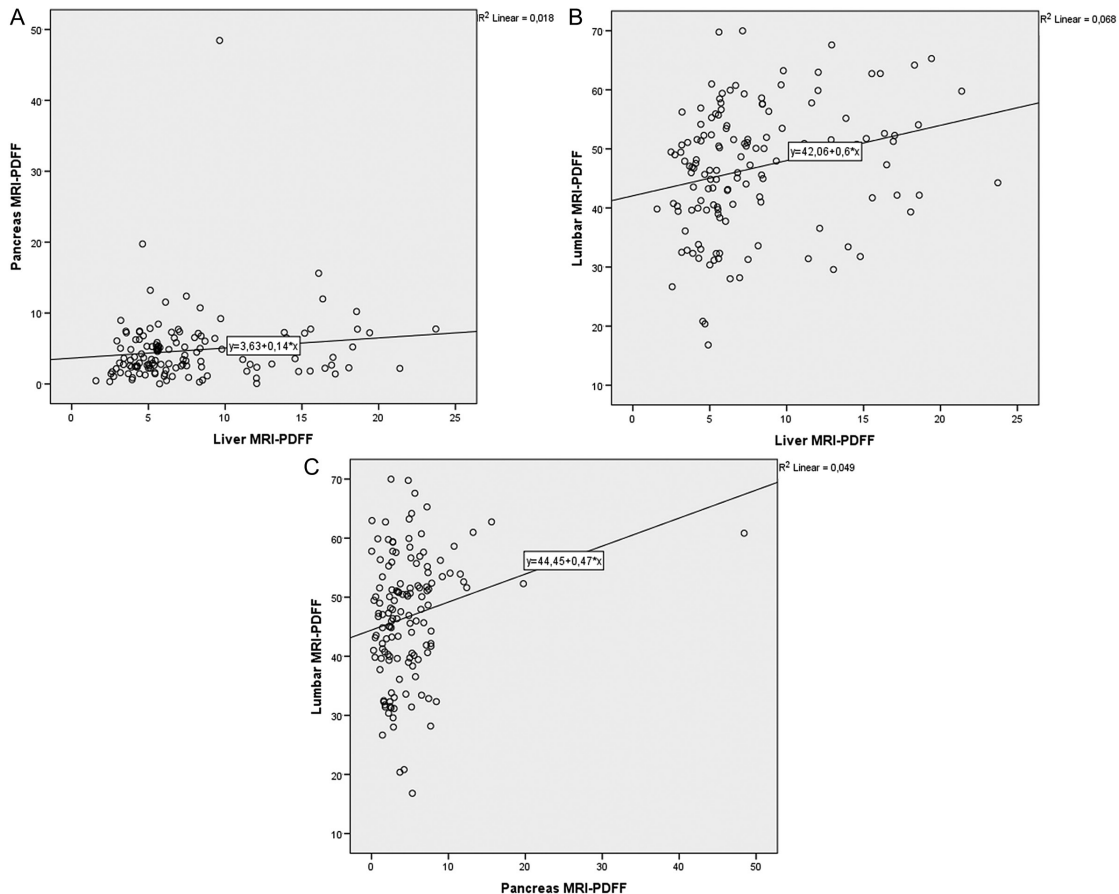 A
R² Linear = 0,018
Pancreas MRI-PDFF
50
40
30
20
10
0
y=3,63+0,14*x
0 5 10 15 20 25
Liver MRI-PDFF
B
R² Linear = 0,068
Lumbar MRI-PDFF
70
60
50
40
30
20
10
y=42,06+0,6*x
0 5 10 15 20 25
Liver MRI-PDFF
C
R² Linear = 0,049
Lumbar MRI-PDFF
70
60
50
40
30
20
10
y=44,45+0,47*x
0 10 20 30 40 50
Pancreas MRI-PDFF